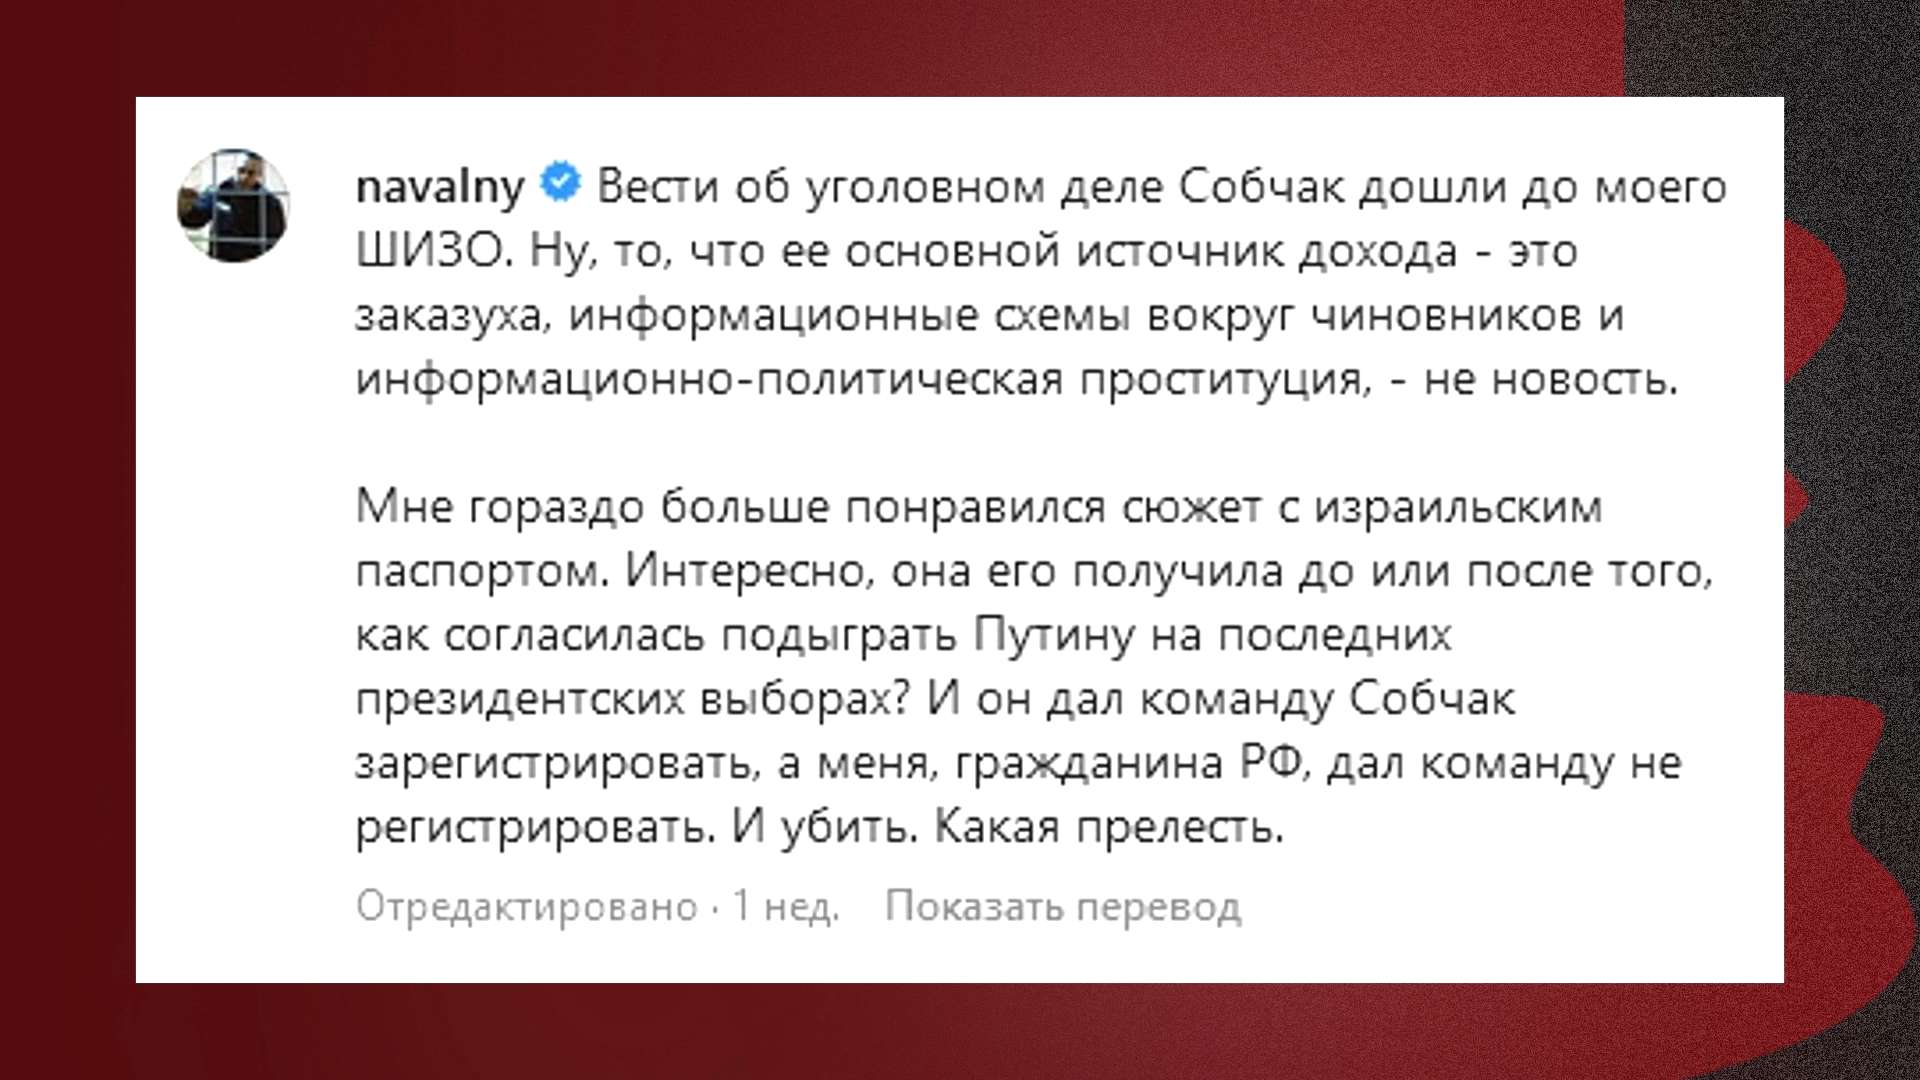 navalny Вести об уголовном деле Собчак дошли до моего
ШИЗО. Ну, то, что ее основной источник дохода - это
заказуха, информационные схемы вокруг чиновников и
информационно-политическая проституция, - не новость.
Мне гораздо больше понравился сюжет с израильским
паспортом. Интересно, она его получила до или после того,
как согласилась подыграть Путину на последних
президентских выборах? И он дал команду Собчак
зарегистрировать, а меня, гражданина РФ, дал команду не
регистрировать. И убить. Какая прелесть.
Отредактировано · 1 нед. Показать перевод